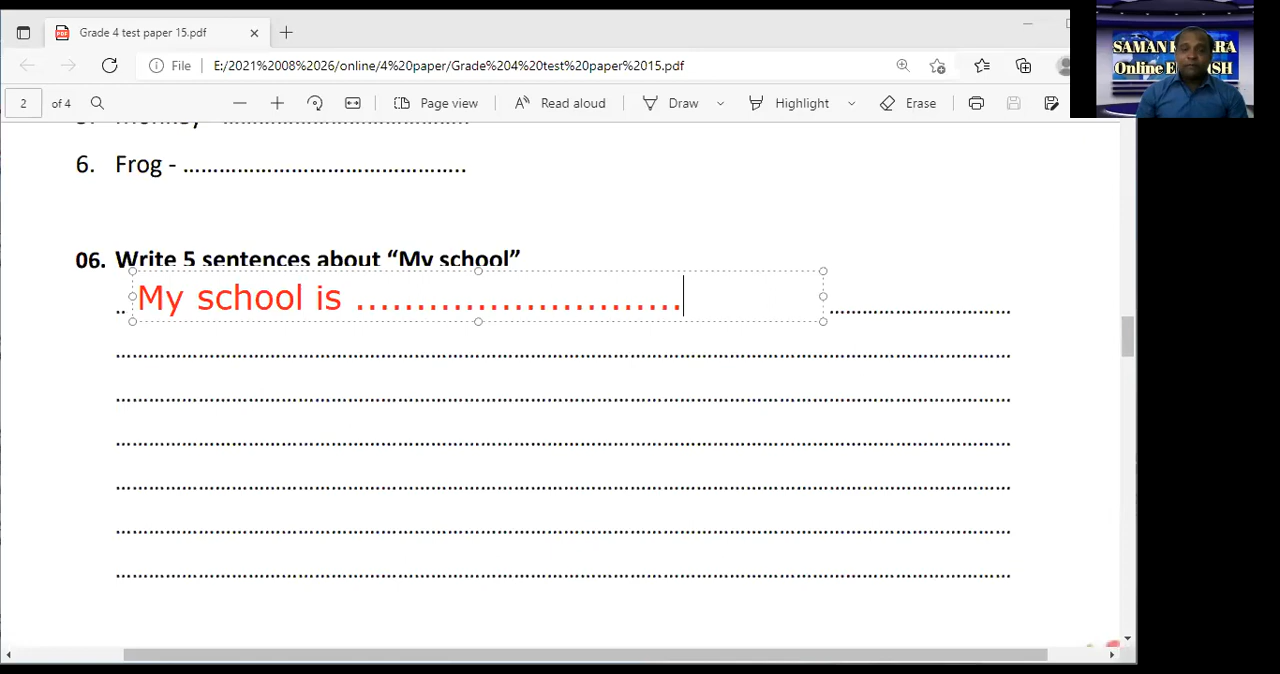 Grade 4 test paper 15.pdf
File E:/2021%2008%2026/online/4%20paper/Grade%204%20test%20paper%2015.pdf
2 of 4 Page view Read aloud Draw Highlight Erase
Online
6. Frog - ……………………………………..
06. Write 5 sentences about “My school”
My school is ...........................